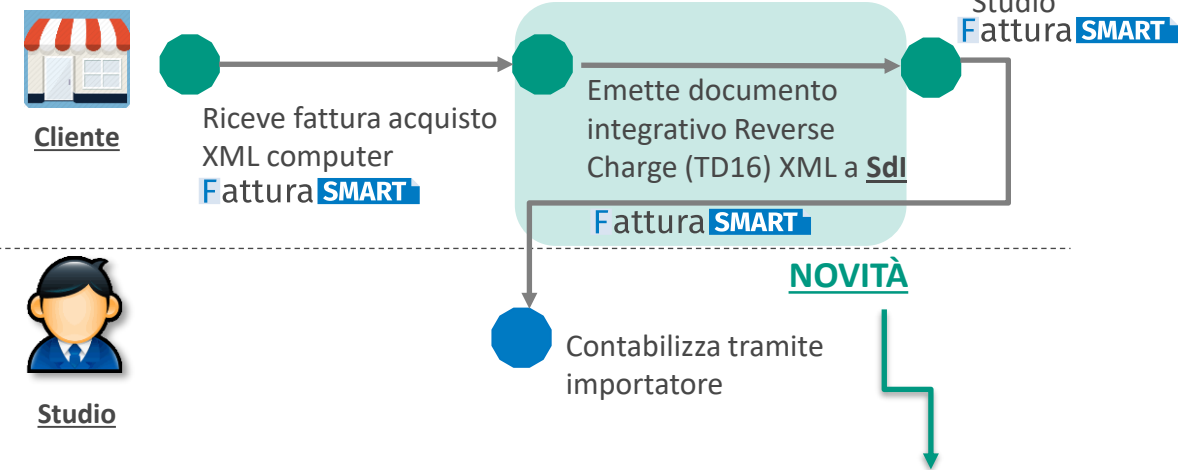 Studio
Fattura SMART
Cliente
Riceve fattura acquisto
XML computer
Fattura SMART
Emette documento
integrativo Reverse
Charge (TD16) XML a SdI
Fattura SMART
NOVITÀ
Contabilizza tramite
importatore
Studio